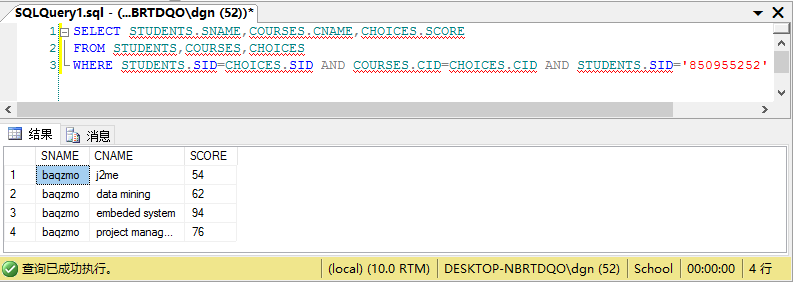 SQLQuery1.sql - (...BRTDQO\dgn (52))*
1 SELECT STUDENTS.SNAME,COURSES.CNAME,CHOICES.SCORE
2 FROM STUDENTS,COURSES,CHOICES
3 WHERE STUDENTS.SID=CHOICES.SID AND COURSES.CID=CHOICES.CID AND STUDENTS.SID='850955252'
结果 消息
SNAME CNAME SCORE
1 baqzmo j2me 54
2 baqzmo data mining 62
3 baqzmo embeded system 94
4 baqzmo project manag... 76
查询已成功执行。 (local) (10.0 RTM) DESKTOP-NBRTDQO\dgn (52) School 00:00:00 4 行